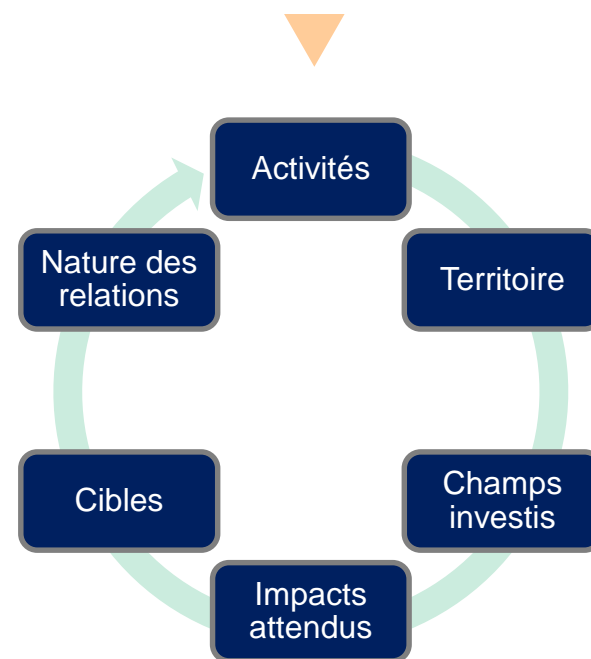 Activités
Territoire
Champs
investis
Impacts
attendus
Cibles
Nature des
relations